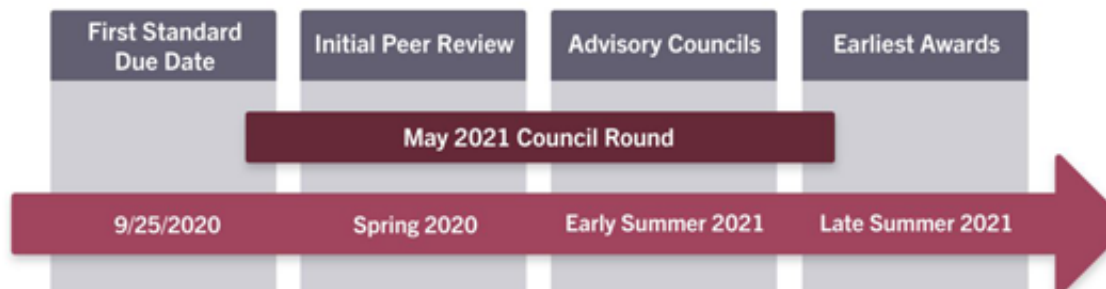 First Standard
Due Date
Initial Peer Review
Advisory Councils
Earliest Awards
May 2021 Council Round
9/25/2020
Spring 2020
Early Summer 2021
Late Summer 2021